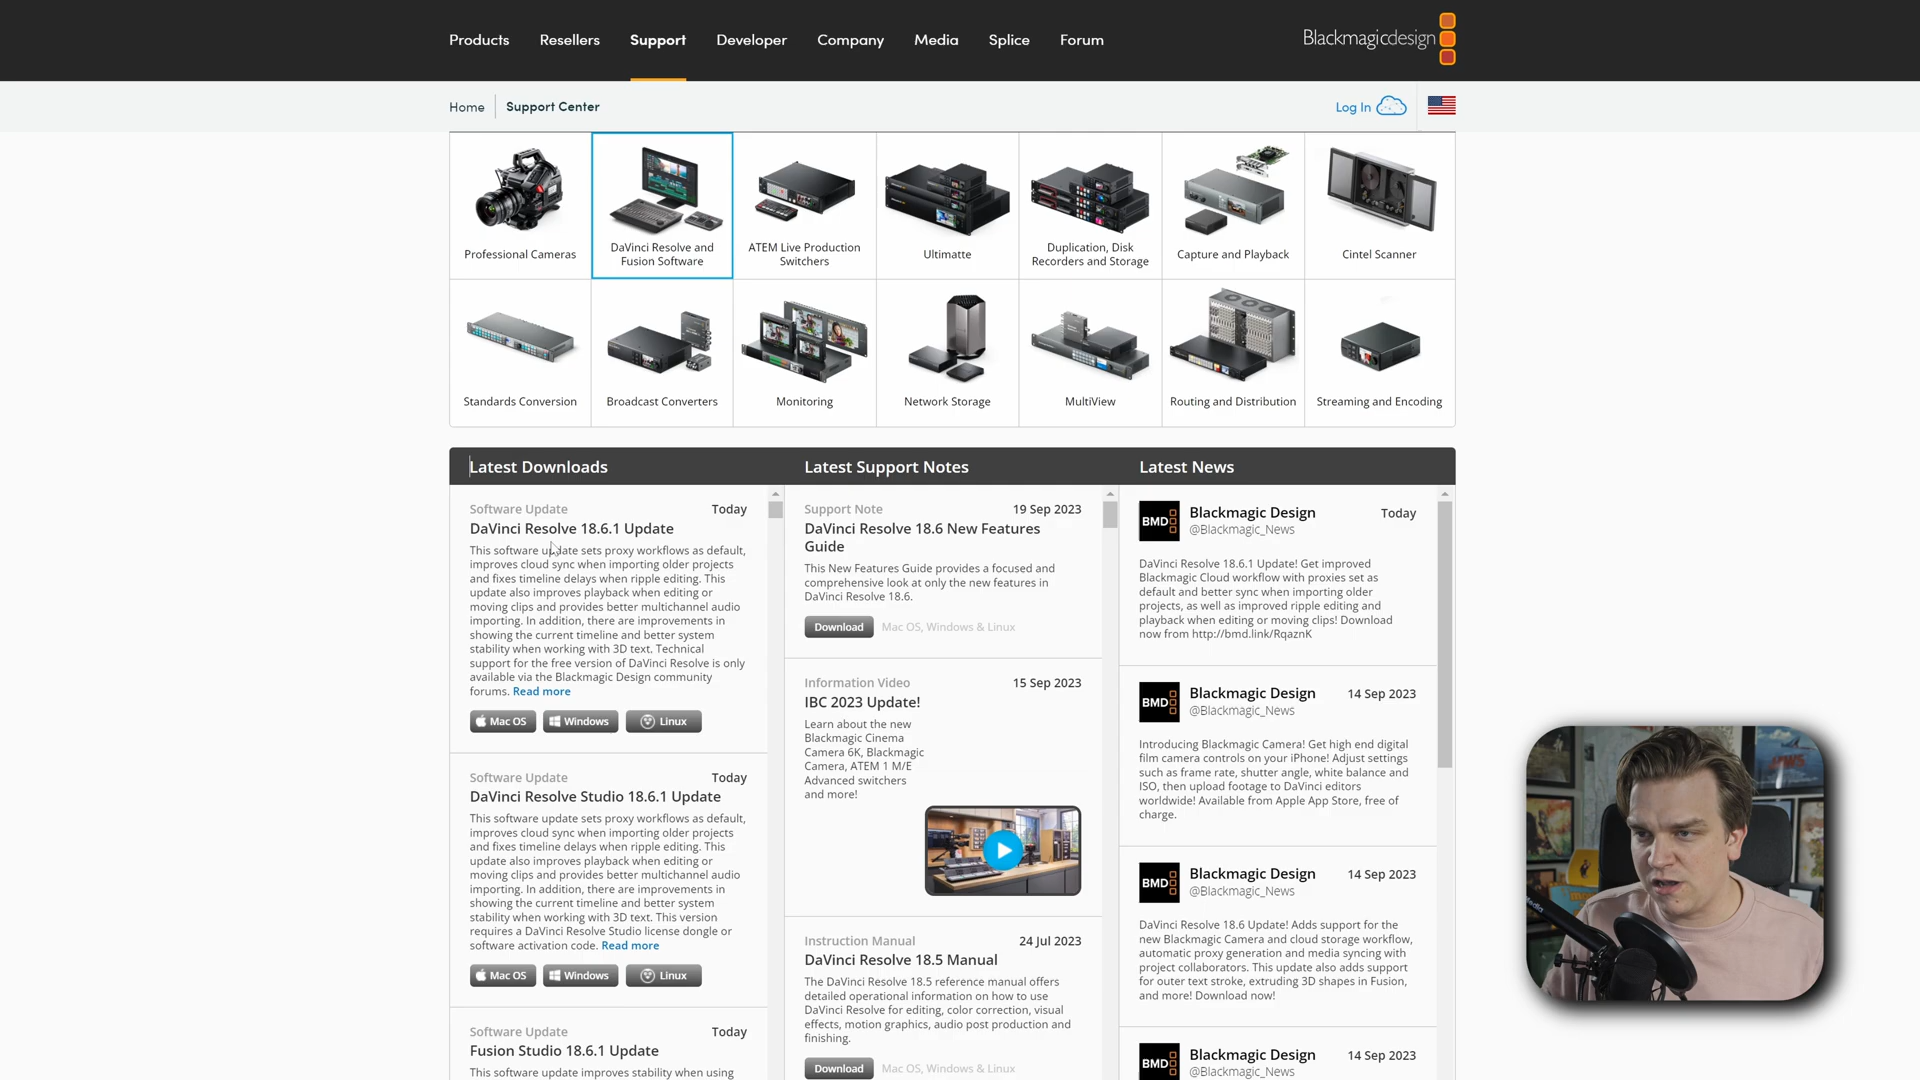 Products
Resellers
Support
Developer
Company
Media
Splice
Forum
Blackmagicdesign
Home
Support Center
Log In
Professional Cameras
DaVinci Resolve and
Fusion Software
ATEM Live Production
Switchers
Ultimatte
Duplication, Disk
Recorders and Storage
Capture and Playback
Cintel Scanner
Standards Conversion
Broadcast Converters
Monitoring
Network Storage
MultiView
Routing and Distribution
Streaming and Encoding
Latest Downloads
Software Update
Today
DaVinci Resolve 18.6.1 Update
This software update sets proxy workflows as default,
improves cloud sync when importing older projects
and fixes timeline delays when ripple editing. This
update also improves playback when editing or
moving clips and provides better multichannel audio
importing. In addition, there are improvements in
showing the current timeline and better system
stability when working with 3D text. Technical
support for the free version of DaVinci Resolve is only
available via the Blackmagic Design community
forums. Read more
Mac OS
Windows
Linux
Software Update
Today
DaVinci Resolve Studio 18.6.1 Update
This software update sets proxy workflows as default,
improves cloud sync when importing older projects
and fixes timeline delays when ripple editing. This
update also improves playback when editing or
moving clips and provides better multichannel audio
importing. In addition, there are improvements in
showing the current timeline and better system
stability when working with 3D text. This version
requires a DaVinci Resolve Studio license dongle or
software activation code. Read more
Mac OS
Windows
Linux
Software Update
Today
Fusion Studio 18.6.1 Update
This software update improves stability when using
Latest Support Notes
Support Note
19 Sep 2023
DaVinci Resolve 18.6 New Features
Guide
This New Features Guide provides a focused and
comprehensive look at only the new features in
DaVinci Resolve 18.6.
Download
Mac OS, Windows & Linux
Information Video
15 Sep 2023
IBC 2023 Update!
Learn about the new
Blackmagic Cinema
Camera 6K, Blackmagic
Camera, ATEM 1 M/E
Advanced switchers
and more!
Instruction Manual
24 Jul 2023
DaVinci Resolve 18.5 Manual
The DaVinci Resolve 18.5 reference manual offers
detailed operational information on how to use
DaVinci Resolve for editing, color correction, visual
effects, motion graphics, audio post production and
finishing.
Download
Mac OS, Windows & Linux
Latest News
BMD
Blackmagic Design
Today
@Blackmagic_News
DaVinci Resolve 18.6.1 Update! Get improved
Blackmagic Cloud workflow with proxies set as
default and better sync when importing older
projects, as well as improved ripple editing and
playback when editing or moving clips! Download
now from http://bmd.link/RqaznK
BMD
Blackmagic Design
14 Sep 2023
@Blackmagic_News
Introducing Blackmagic Camera! Get high end digital
film camera controls on your iPhone! Adjust settings
such as frame rate, shutter angle, white balance and
ISO, then upload footage to DaVinci editors
worldwide! Available from Apple App Store, free of
charge.
BMD
Blackmagic Design
14 Sep 2023
@Blackmagic_News
DaVinci Resolve 18.6 Update! Adds support for the
new Blackmagic Camera and cloud storage workflow,
automatic proxy generation and media syncing with
project collaborators. This update also adds support
for outer text stroke, extruding 3D shapes in Fusion,
and more! Download now!
BMD
Blackmagic Design
14 Sep 2023
@Blackmagic_News